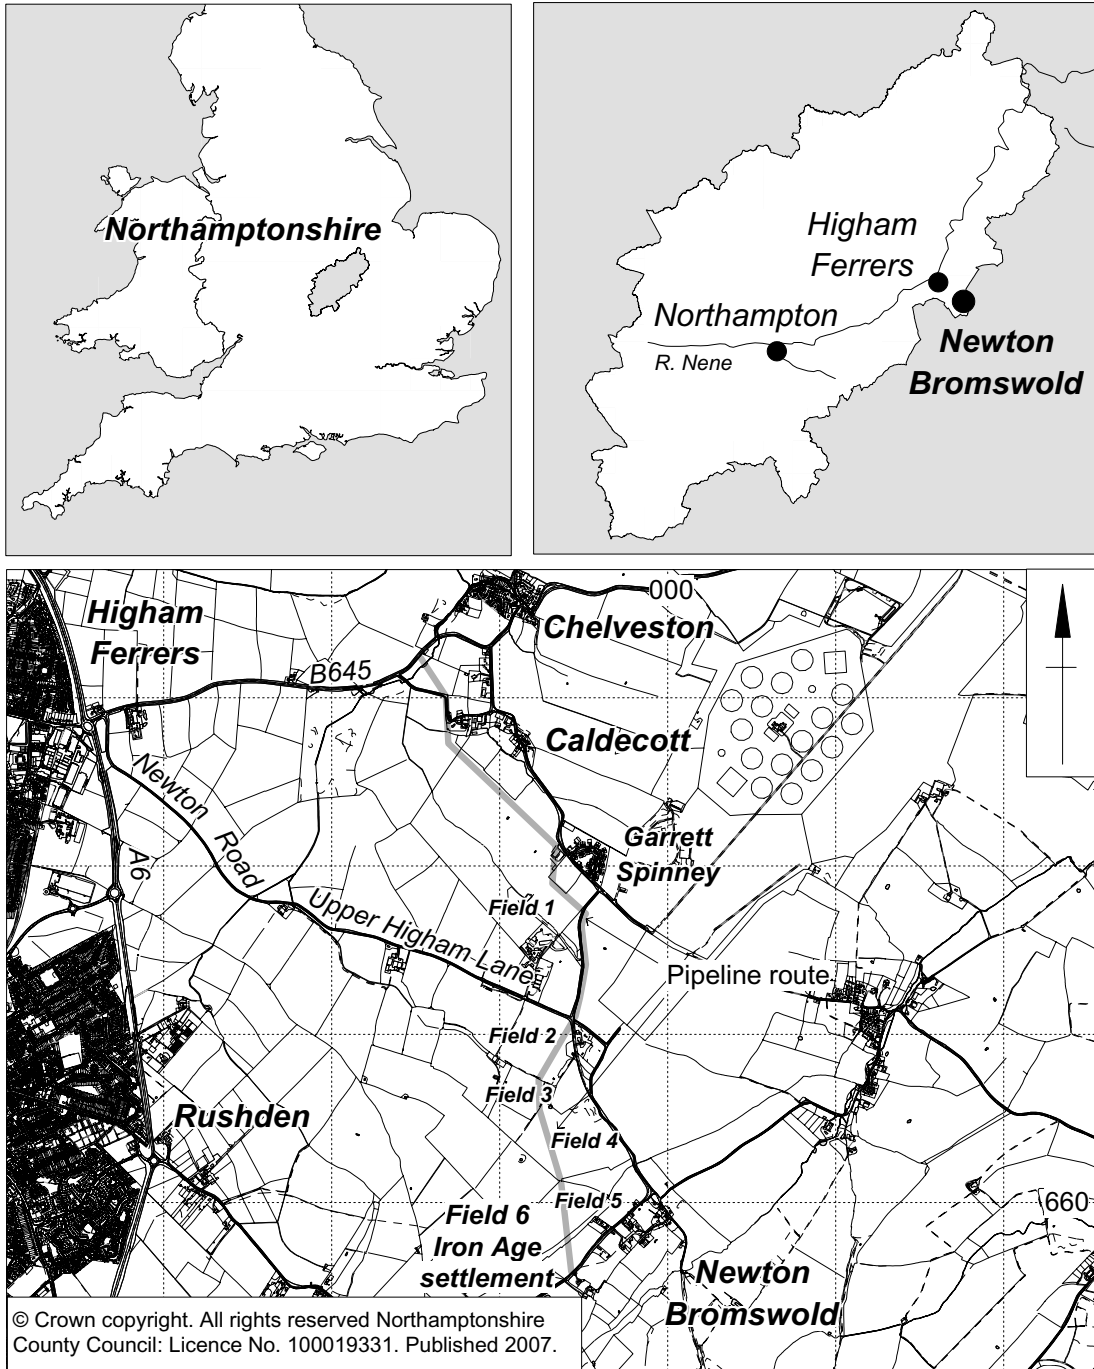 Northamptonshire
Higham
Ferrers
Northampton
R. Nene
Newton
Bromswold
Higham
Ferrers
B645
Chelveston
000
Caldecott
Newton Road
A6
Garrett
Spinney
Field 1
Upper Higham Lane
Pipeline route
Field 2
Field 3
Rushden
Field 4
Field 5
660
Field 6
Iron Age
settlement
Newton
Bromswold
© Crown copyright. All rights reserved Northamptonshire
County Council: Licence No. 100019331. Published 2007.